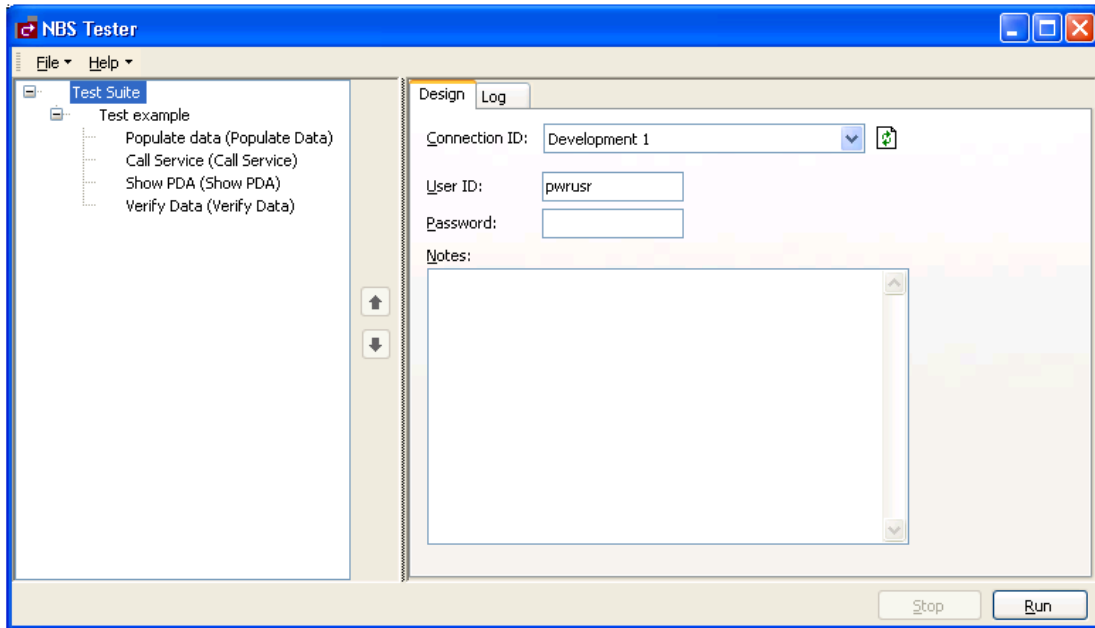 NBS Tester
File Help
Test Suite
Test example
Populate data (Populate Data)
Call Service (Call Service)
Show PDA (Show PDA)
Verify Data (Verify Data)
Design Log
Connection ID: Development 1
User ID: pwrusr
Password:
Notes:
Stop Run